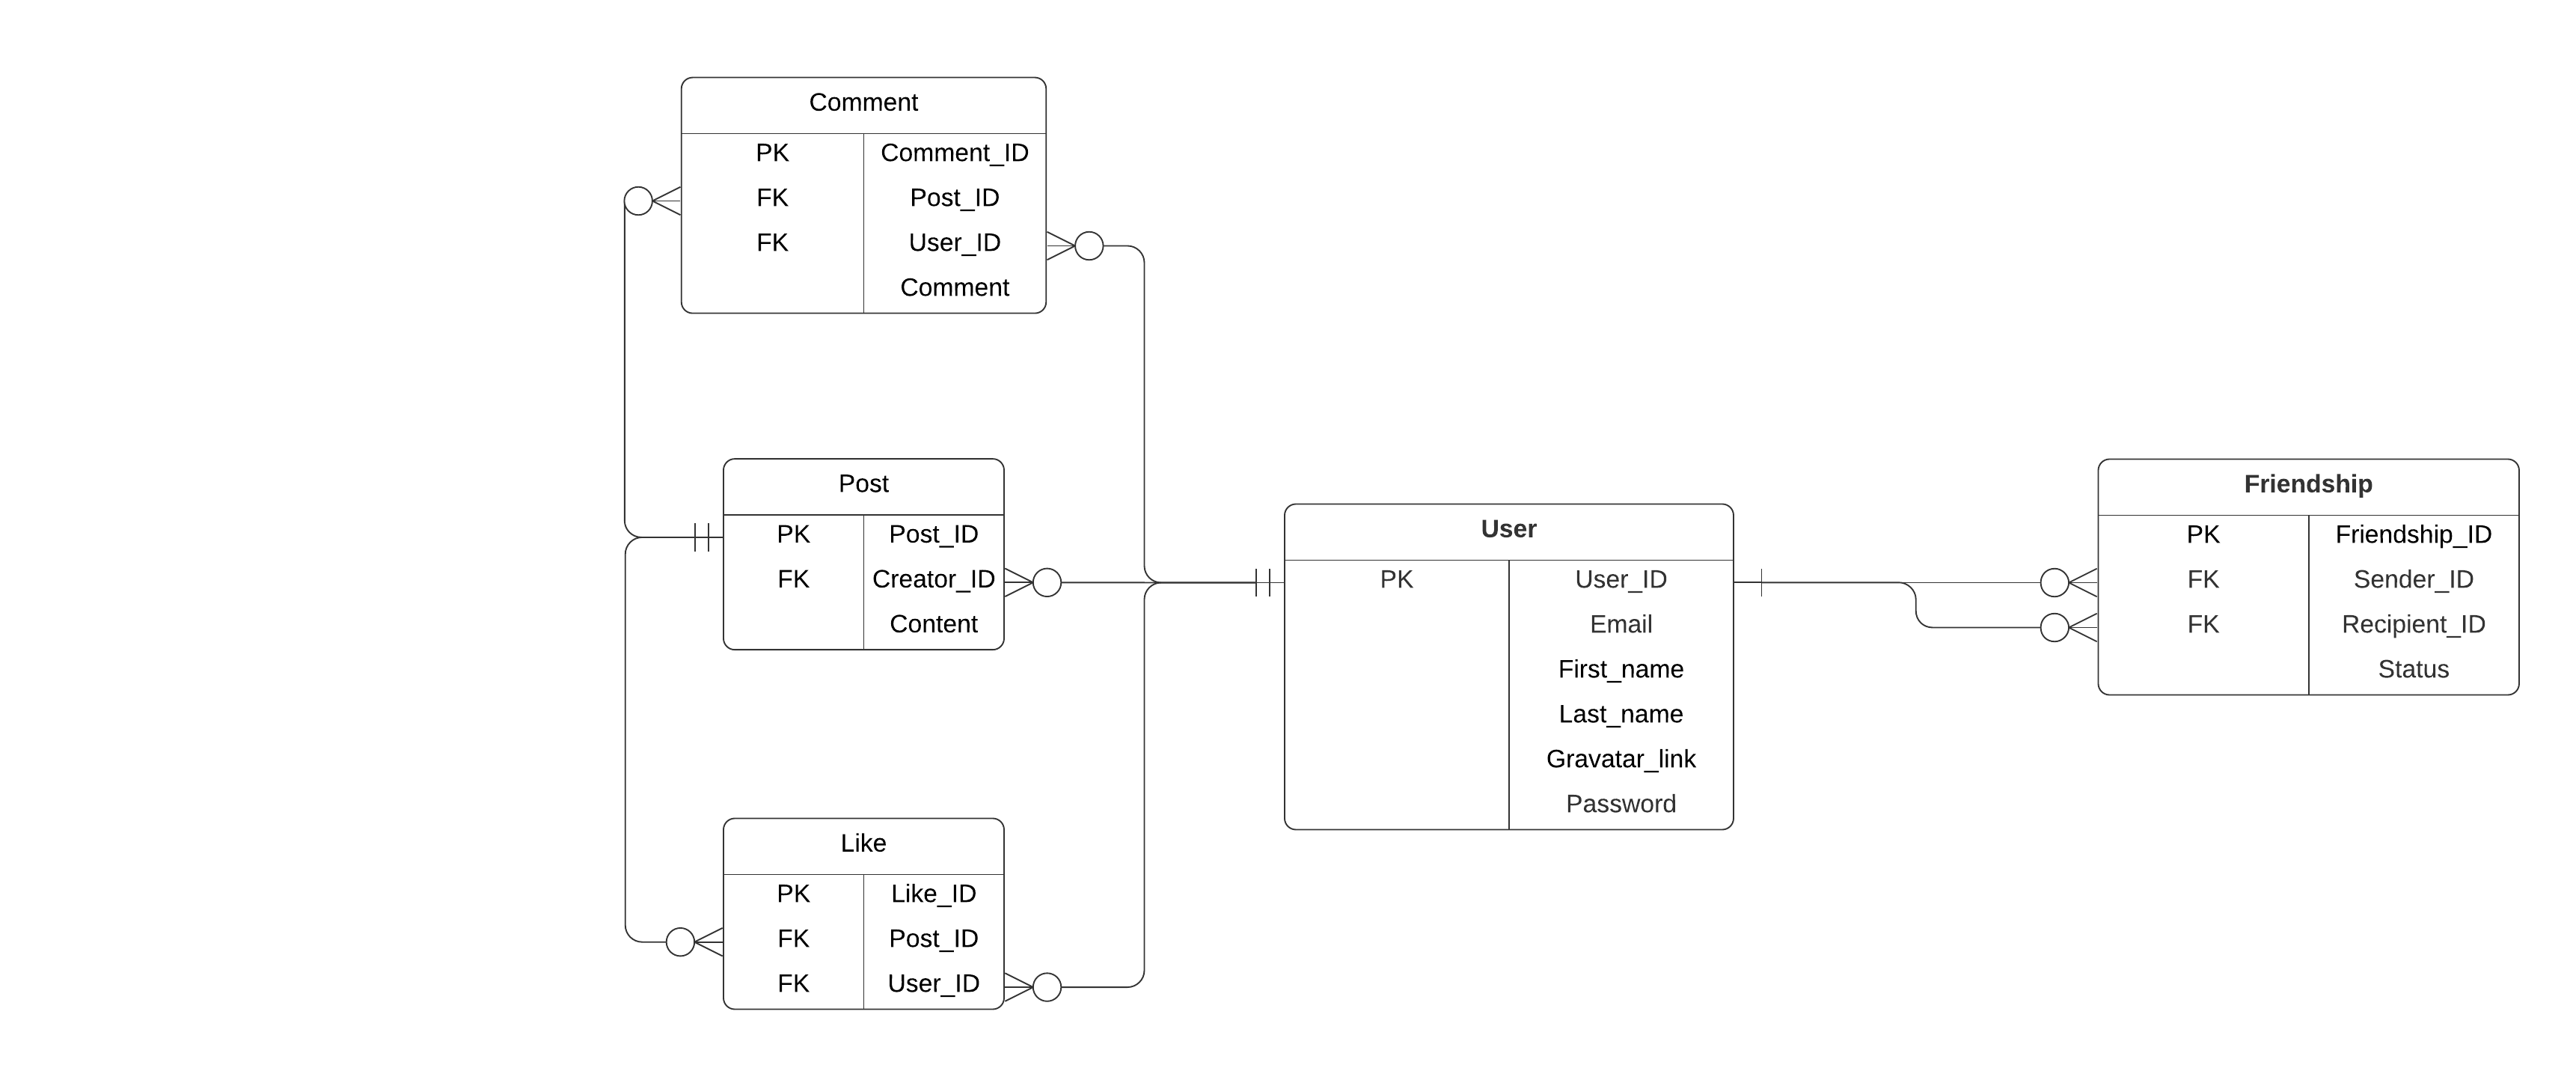 Comment
PK Comment_ID
FK Post_ID
FK User_ID
Comment
Post
PK Post_ID
FK Creator_ID
Content
Like
PK Like_ID
FK Post_ID
FK User_ID
User
PK User_ID
Email
First_name
Last_name
Gravatar_link
Password
Friendship
PK Friendship_ID
FK Sender_ID
FK Recipient_ID
Status